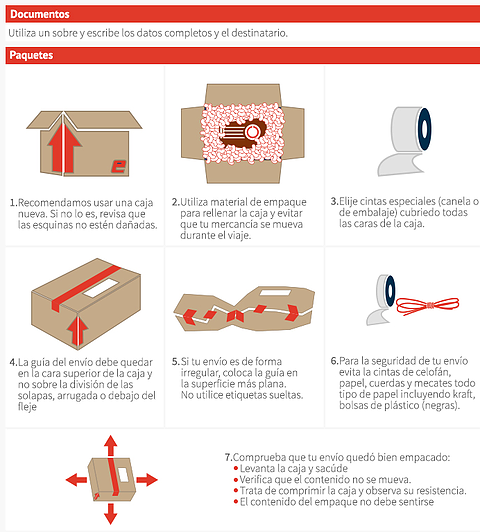 Documentos
Utiliza un sobre y escribe los datos completos y el destinatario.
Paquetes
e
1.Recomendamos usar una caja
nueva. Si no lo es, revisa que
las esquinas no estén dañadas.
2.Utiliza material de empaque
para rellenar la caja y evitar
que tu mercancía se mueva
durante el viaje.
3.Elije cintas especiales (canela o
de embalaje) cubriedo todas
las caras de la caja.
4.La guía del envío debe quedar
en la cara superior de la caja y
no sobre la división de las
solapas, arrugada o debajo del
fleje
5.Si tu envio es de forma
irregular, coloca la guía en
la superficie más plana.
No utilice etiquetas sueltas.
6.Para la seguridad de tu envío
evita la cintas de celofán,
papel, cuerdas y mecates todo
tipo de papel incluyendo kraft,
bolsas de plástico (negras).
7.Comprueba que tu envío quedó bien empacado:
• Levanta la caja y sacúde
• Verifica que el contenido no se mueva.
• Trata de comprimir la caja y observa su resistencia.
• El contenido del empaque no debe sentirse